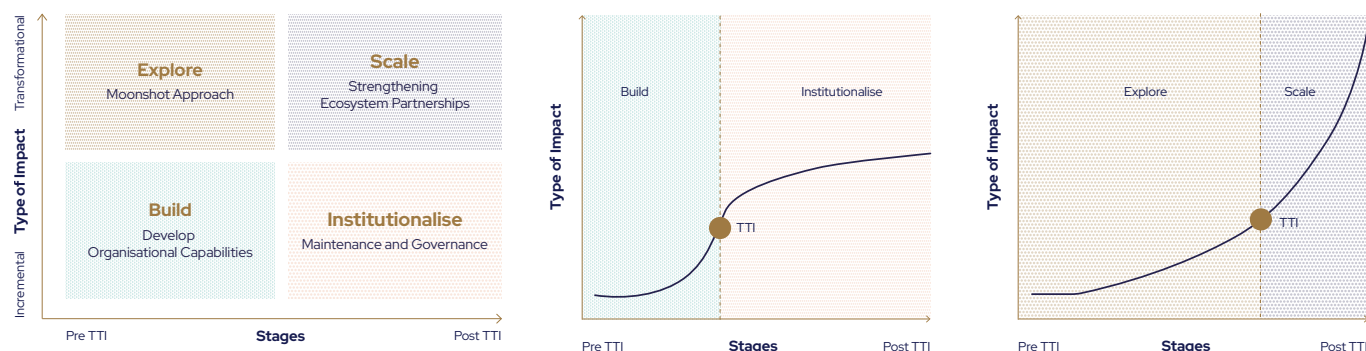 Type of Impact
Transformational
Incremental
Explore
Moonshot Approach
Scale
Strengthening
Ecosystem Partnerships
Build
Develop
Organisational Capabilities
Institutionalise
Maintenance and Governance
Pre TTI
Stages
Post TTI
Type of Impact
Build
Institutionalise
TTI
Pre TTI
Stages
Post TTI
Type of Impact
Explore
Scale
TTI
Pre TTI
Stages
Post TTI